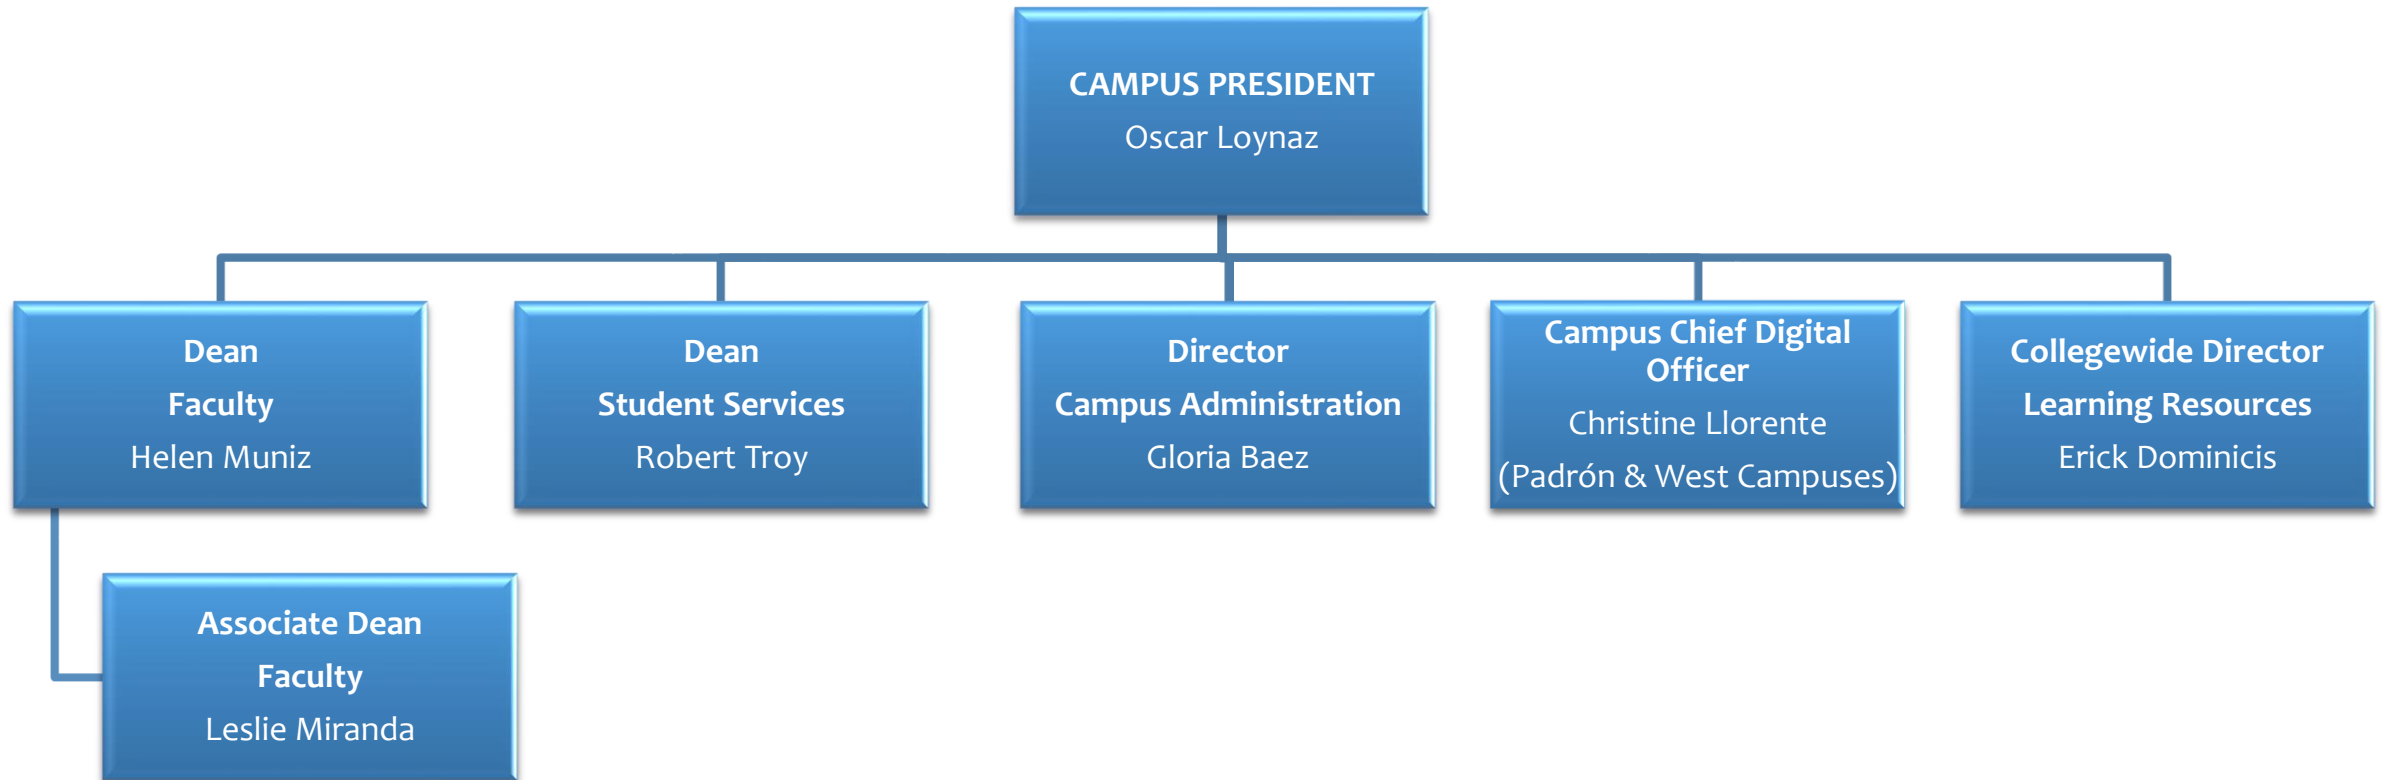 CAMPUS PRESIDENT
Oscar Loynaz
Dean
Faculty
Helen Muniz
Dean
Student Services
Robert Troy
Director
Campus Administration
Gloria Baez
Campus Chief Digital
Officer
Christine Llorente
(Padrón & West Campuses)
Collegewide Director
Learning Resources
Erick Dominicis
Associate Dean
Faculty
Leslie Miranda